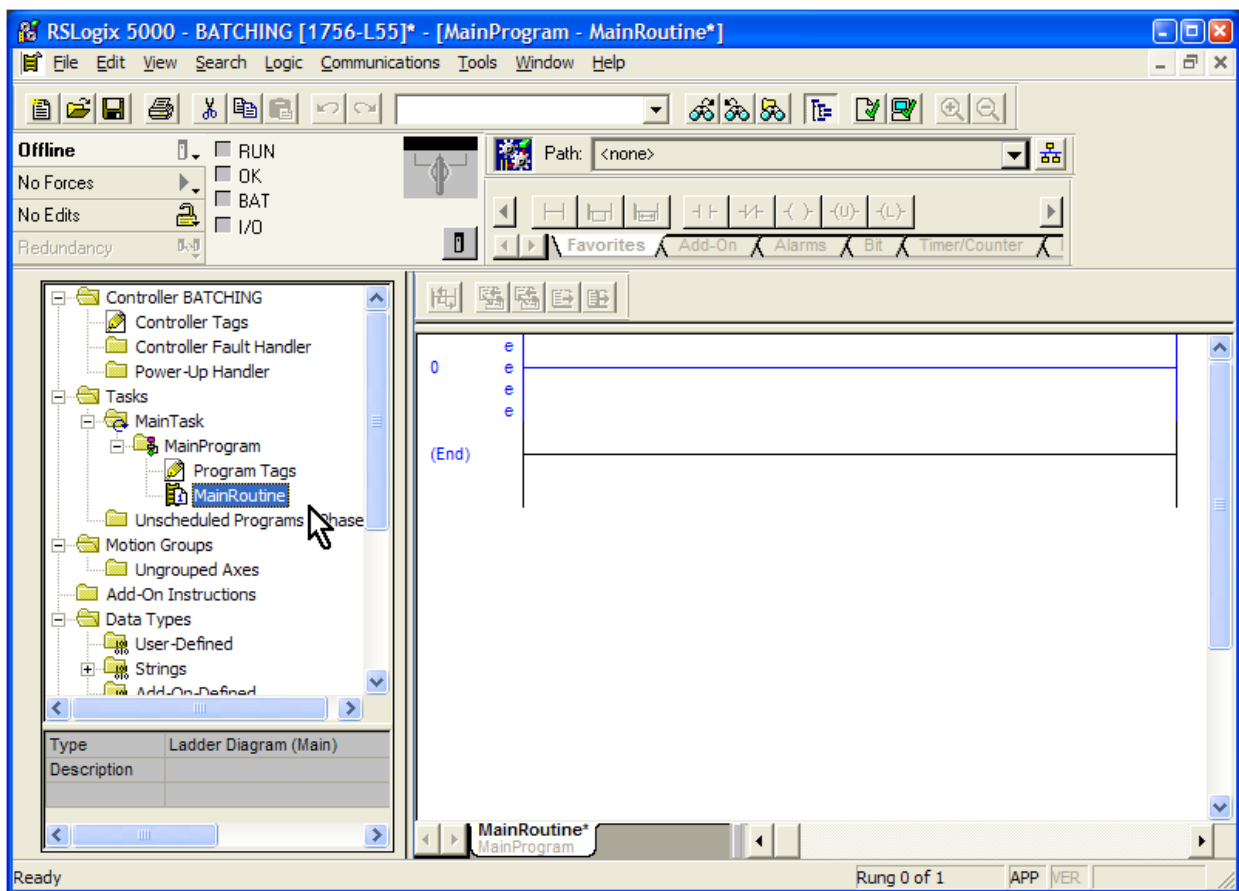 RSLogix 5000 - BATCHING [1756-L55]* - [MainProgram - MainRoutine*]
File Edit View Search Logic Communications Tools Window Help
Offline
RUN
No Forces
OK
No Edits
BAT
Redundancy
I/O
Path: <none>
Favorites Add-On Alarms Bit Timer/Counter
Controller BATCHING
Controller Tags
Controller Fault Handler
Power-Up Handler
Tasks
MainTask
MainProgram
Program Tags
MainRoutine
Unscheduled Programs Phase
Motion Groups
Ungrouped Axes
Add-On Instructions
Data Types
User-Defined
Strings
Add-On-Defined
Type Ladder Diagram (Main)
Description
e
0 e
e
e
(End)
MainRoutine*
MainProgram
Ready
Rung 0 of 1 APP VER